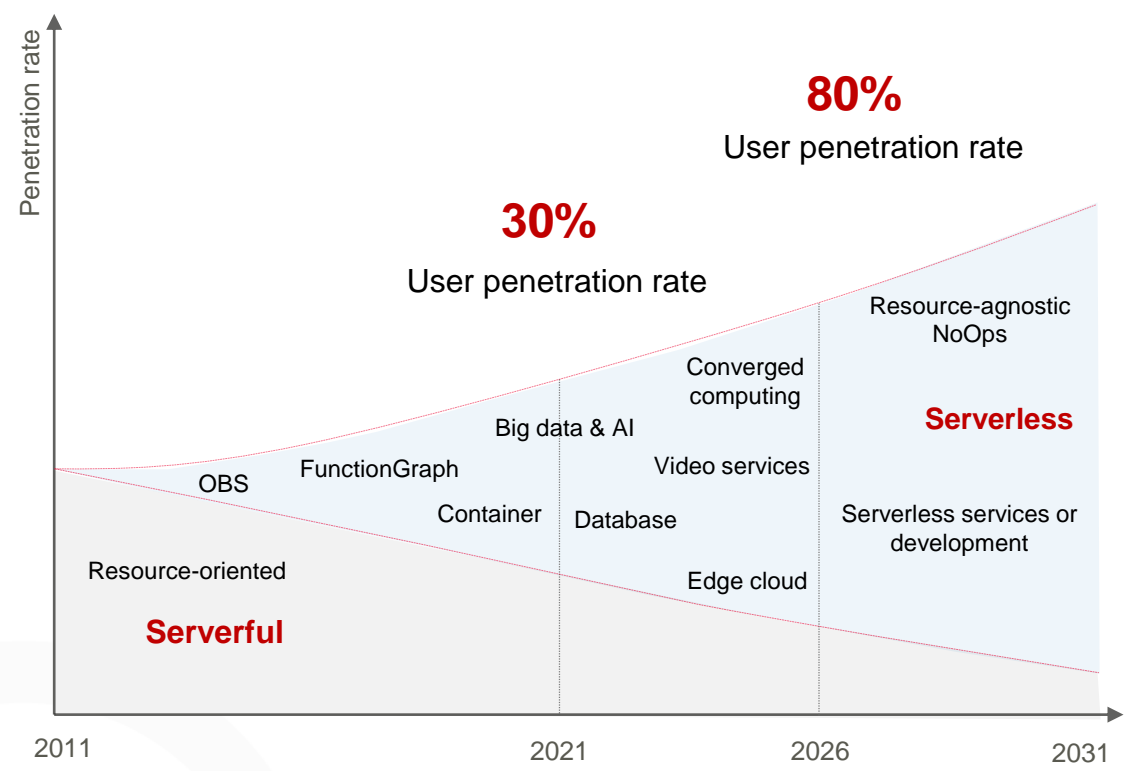 Penetration rate
80%
User penetration rate
30%
User penetration rate
Resource-agnostic
NoOps
Converged
computing
Serverless
Big data & AI
FunctionGraph
Video services
OBS
Container
Database
Serverless services or
development
Resource-oriented
Edge cloud
Serverful
2011
2021
2026
2031